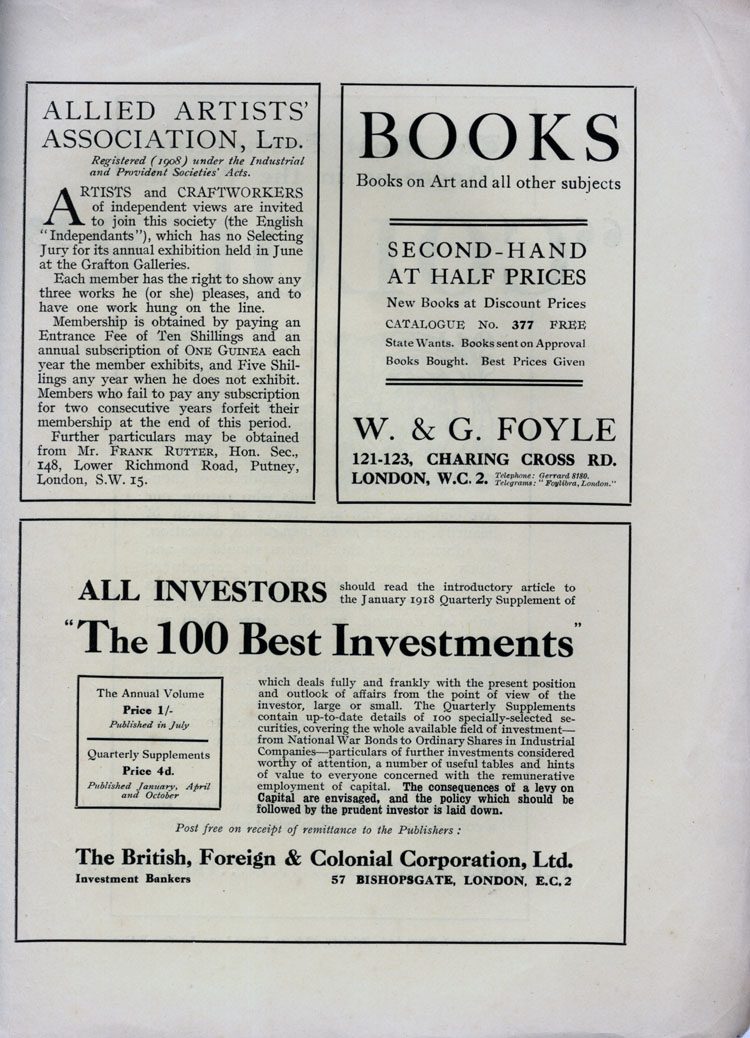 ALLIED ARTISTS'
ASSOCIATION, LTD.
Registered (1908) under the Industrial
and Provident Societies' Acts.
ARTISTS and CRAFTWORKERS
of independent views are invited
to join this society (the English
"Independants"), which has no Selecting
Jury for its annual exhibition held in June
at the Grafton Galleries.
Each member has the right to show any
three works he (or she) pleases, and to
have one work hung on the line.
Membership is obtained by paying an
Entrance Fee of Ten Shillings and an
annual subscription of ONE GUINEA each
year the member exhibits, and Five Shil-
lings any year when he does not exhibit.
Members who fail to pay any subscription
for two consecutive years forfeit their
membership at the end of this period.
Further particulars may be obtained
from Mr. FRANK RUTTER, Hon. Sec.,
148, Lower Richmond Road, Putney,
London, S.W. 15.
BOOKS
Books on Art and all other subjects
SECOND-HAND
AT HALF PRICES
New Books at Discount Prices
CATALOGUE No. 377 FREE
State Wants. Books sent on Approval
Books Bought. Best Prices Given
W. & G. FOYLE
121-123, CHARING CROSS RD.
LONDON, W.C. 2. Telephone: Gerrard 8180.
Telegrams: "Foylibra, London."
ALL INVESTORS should read the introductory article to
the January 1918 Quarterly Supplement of
"The 100 Best Investments"
The Annual Volume
Price 1/-
Published in July
Quarterly Supplements
Price 4d.
Published January, April
and October
which deals fully and frankly with the present position
and outlook of affairs from the point of view of the
investor, large or small. The Quarterly Supplements
contain up-to-date details of 100 specially-selected se-
curities, covering the whole available field of investment—
from National War Bonds to Ordinary Shares in Industrial
Companies—particulars of further investments considered
worthy of attention, a number of useful tables and hints
of value to everyone concerned with the remunerative
employment of capital. The consequences of a levy on
Capital are envisaged, and the policy which should be
followed by the prudent investor is laid down.
Post free on receipt of remittance to the Publishers:
The British, Foreign & Colonial Corporation, Ltd.
Investment Bankers 57 BISHOPSGATE, LONDON, E.C. 2